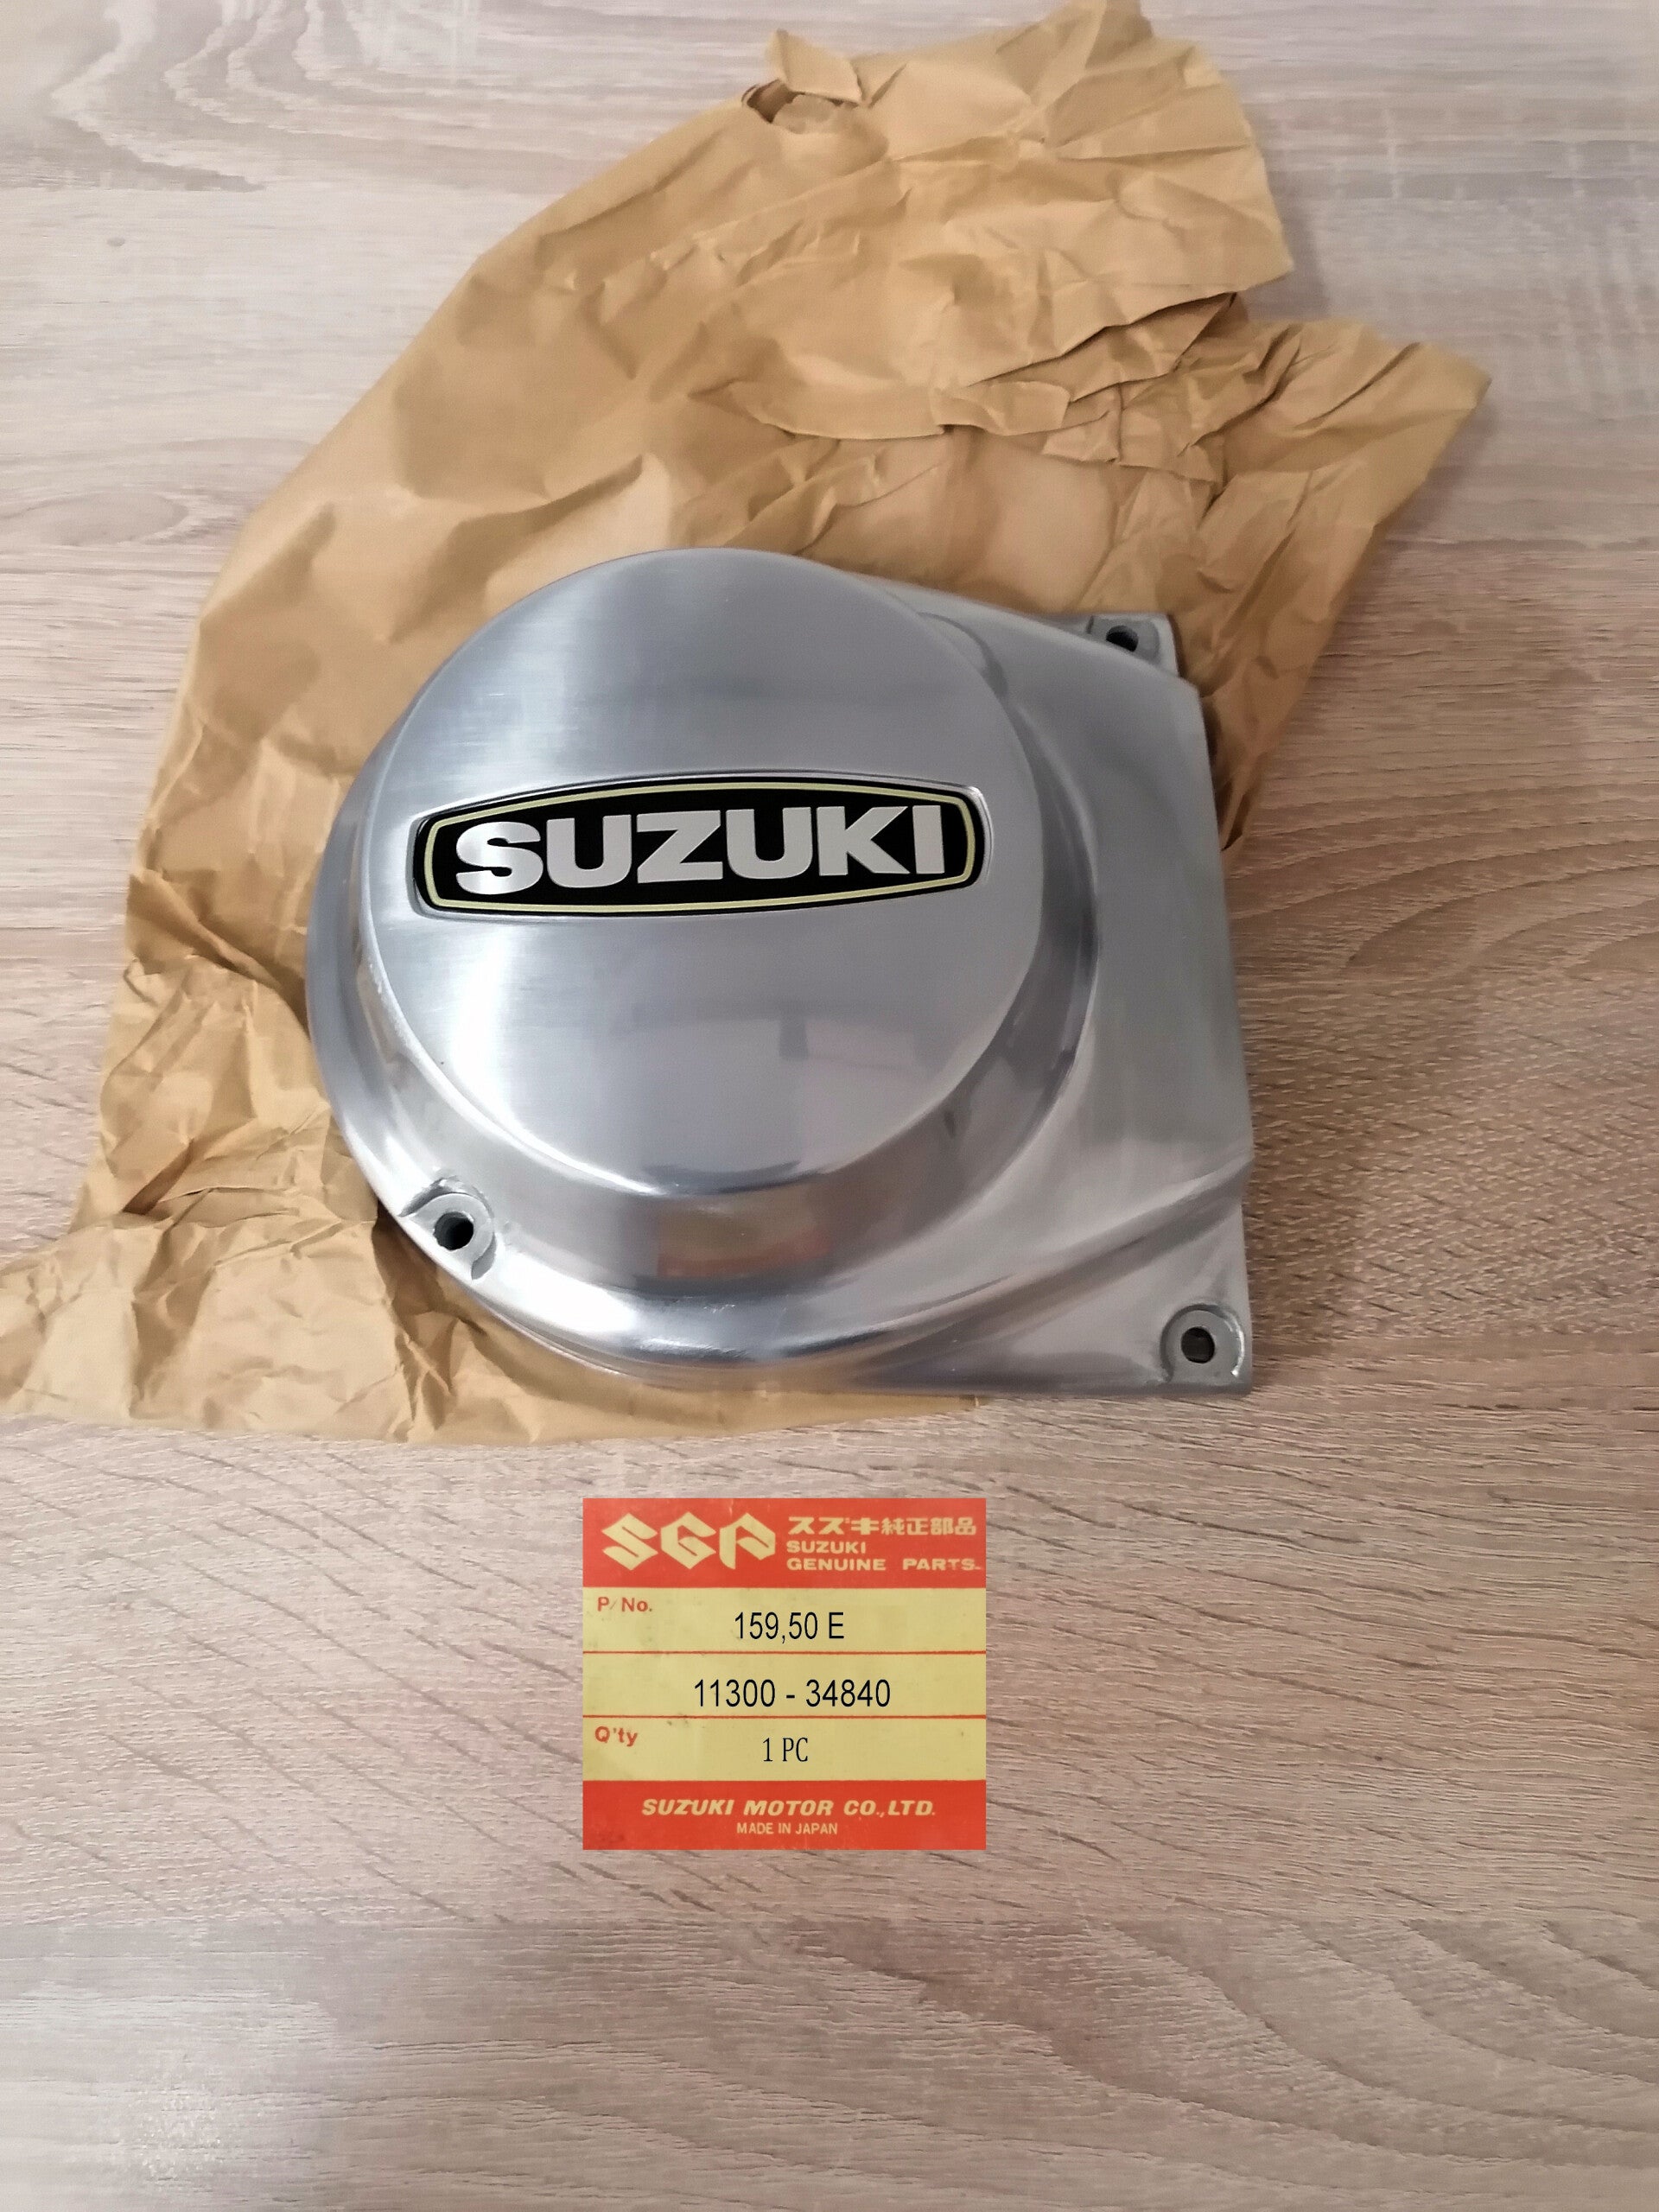 SUZUKI
SGP
スズキ純正部品
SUZUKI
GENUINE PARTS
P/No.
159,50 E
11300 - 34840
Q'ty
1 PC
SUZUKI MOTOR CO.,LTD.
MADE IN JAPAN